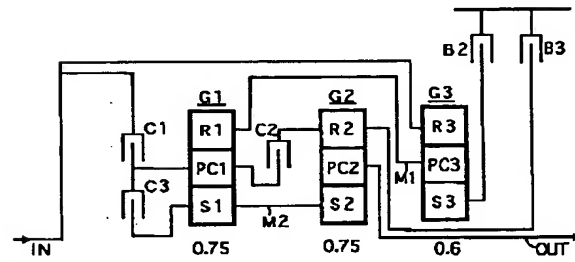 B2 B3
G1 G2 G3
C1 R1 C2 R2 R3
C3 PC1 PC2 M1 PC3
S1 M2 S2 S3
IN 0.75 0.75 0.6 OUT